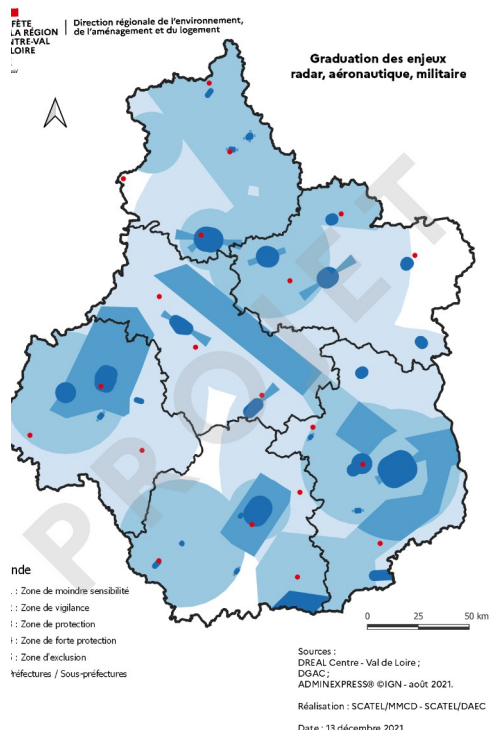 FÈTE
LA RÉGION
NTRE-VAL
LOIRE
Direction régionale de l'environnement,
de l'aménagement et du logement
Graduation des enjeux
radar, aéronautique, militaire
PROJET
nde
: Zone de moindre sensibilité
: Zone de vigilance
: Zone de protection
: Zone de forte protection
: Zone d'exclusion
Préfectures / Sous-préfectures
0 25 50 km
Sources :
DREAL Centre - Val de Loire ;
DGAC ;
ADMINEXPRESS® ©IGN - août 2021.
Réalisation : SCATEL/MMCD - SCATEL/DAEC
Date : 13 décembre 2021